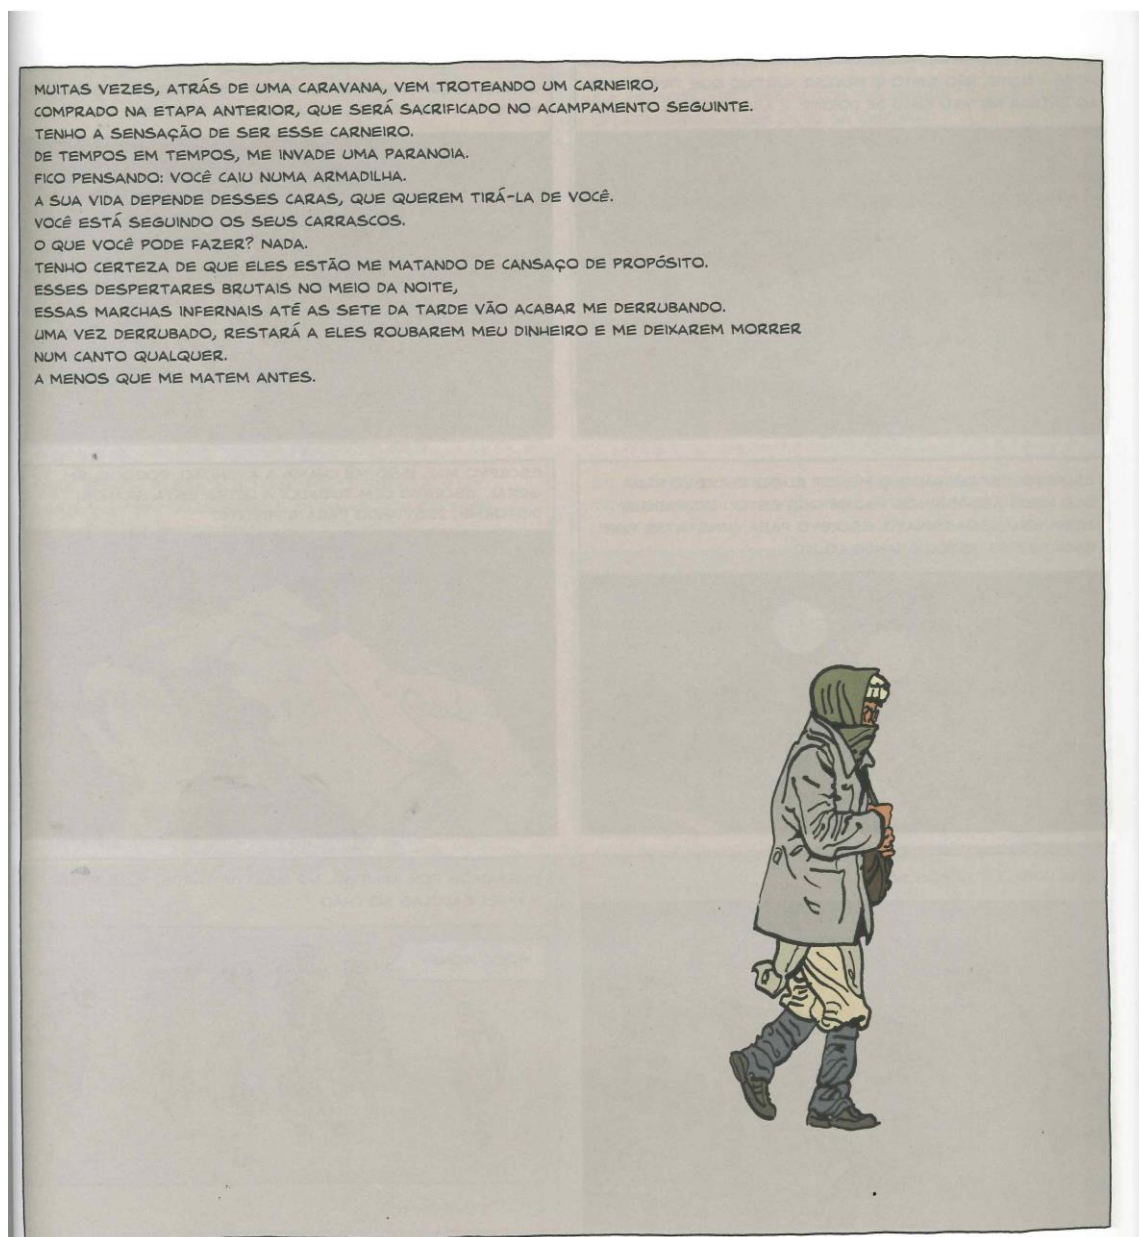 MUITAS VEZES, ATRÁS DE UMA CARAVANA, VEM TROTEANDO UM CARNEIRO,
COMPRADO NA ETAPA ANTERIOR, QUE SERÁ SACRIFICADO NO ACAMPAMENTO SEGUINTE.
TENHO A SENSAÇÃO DE SER ESSE CARNEIRO.
DE TEMPOS EM TEMPOS, ME INVADE UMA PARANOIA.
FICO PENSANDO: VOCÊ CAIU NUMA ARMADILHA.
A SUA VIDA DEPENDE DESSES CARAS, QUE QUEREM TIRÁ-LA DE VOCÊ.
VOCÊ ESTÁ SEGUINDO OS SEUS CARRASCOS.
O QUE VOCÊ PODE FAZER? NADA.
TENHO CERTEZA DE QUE ELES ESTÃO ME MATANDO DE CANSAÇO DE PROPÓSITO.
ESSES DESPERTARES BRUTAIS NO MEIO DA NOITE,
ESSAS MARCHAS INFERNAIS ATÉ AS SETE DA TARDE VÃO ACABAR ME DERRUBANDO.
UMA VEZ DERRUBADO, RESTARÁ A ELES ROUBAREM MEU DINHEIRO E ME DEIXAREM MORRER
NUM CANTO QUALQUER.
A MENOS QUE ME MATEM ANTES.